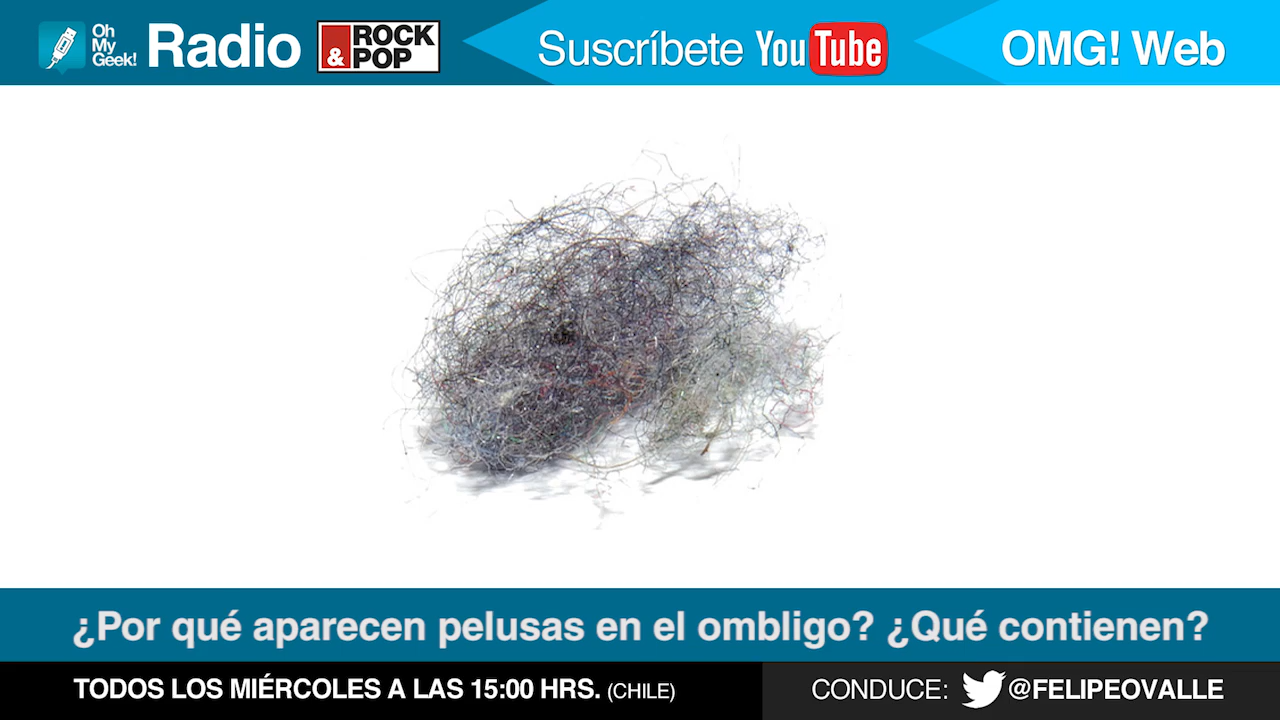 Oh
My
Geek!
Radio
ROCK
& POP
Suscríbete YouTube
OMG! Web
¿Por qué aparecen pelusas en el ombligo? ¿Qué contienen?
TODOS LOS MIÉRCOLES A LAS 15:00 HRS. (CHILE)
CONDUCE: @FELIPEOVALLE